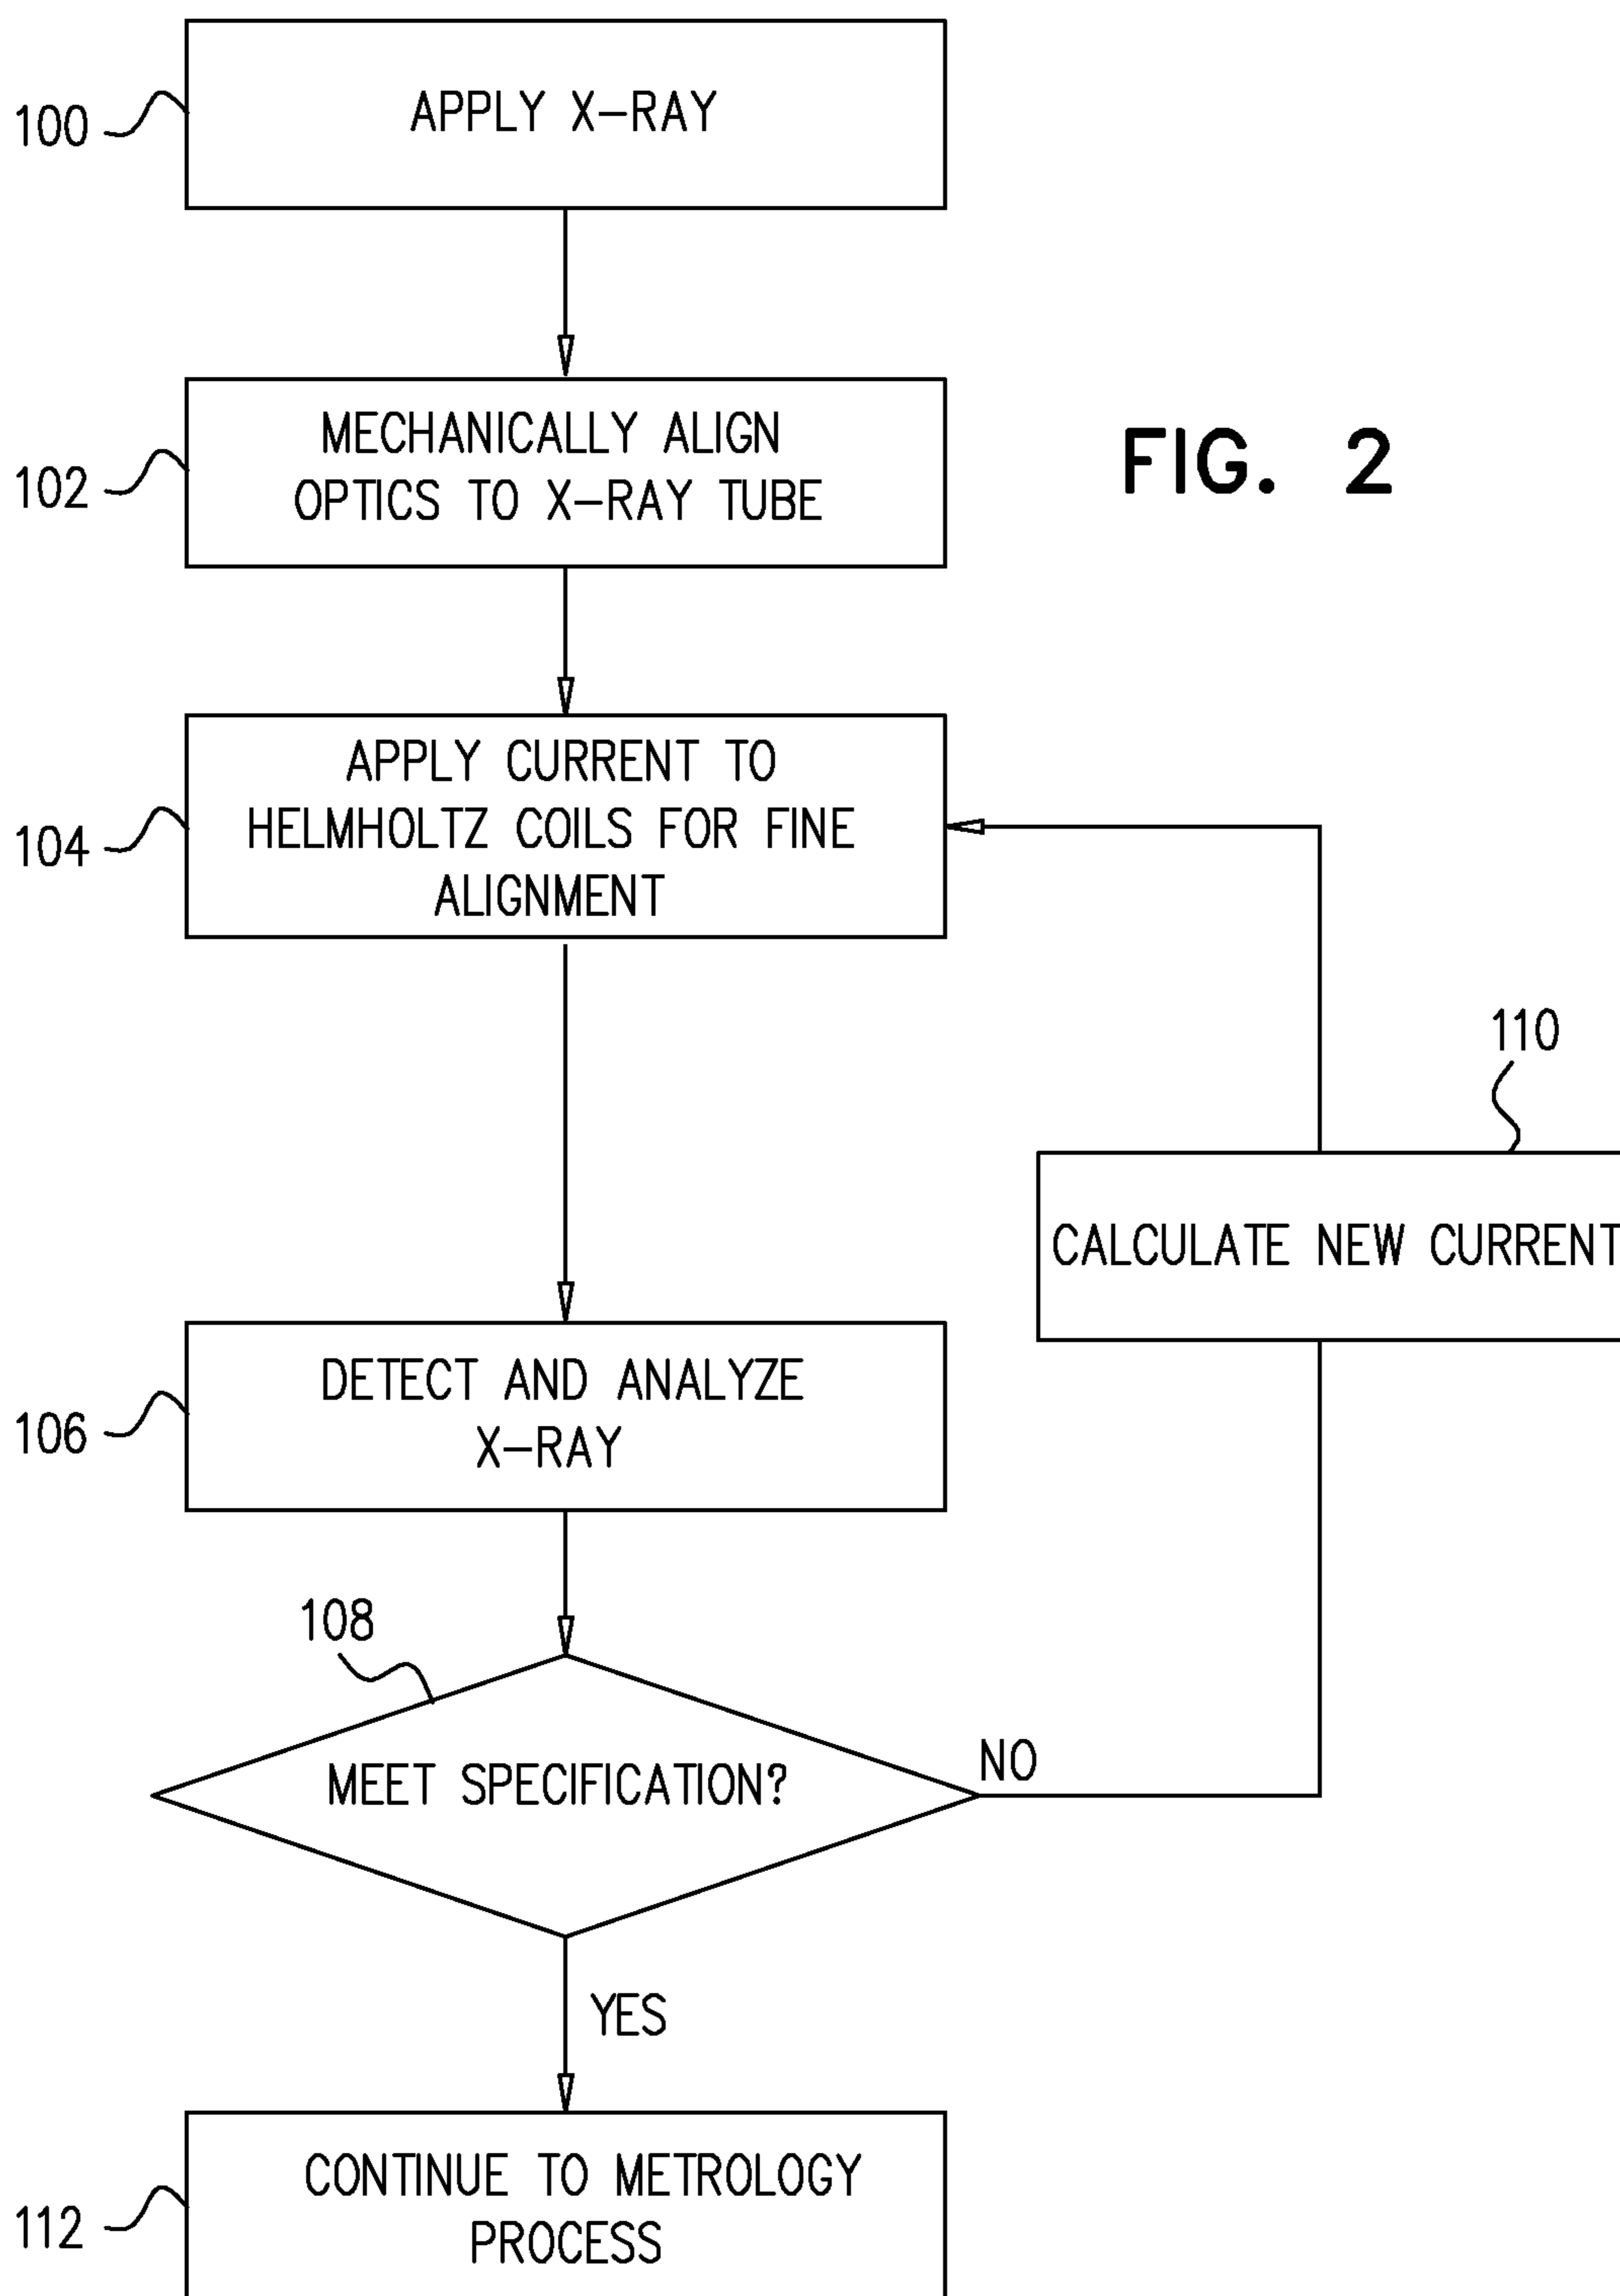 APPLY X-RAY
100
MECHANICALLY ALIGN
OPTICS TO X-RAY TUBE
102
FIG. 2
APPLY CURRENT TO
HELMHOLTZ COILS FOR FINE
ALIGNMENT
104
110
CALCULATE NEW CURRENT
DETECT AND ANALYZE
X-RAY
106
108
MEET SPECIFICATION?
NO
YES
CONTINUE TO METROLOGY
PROCESS
112